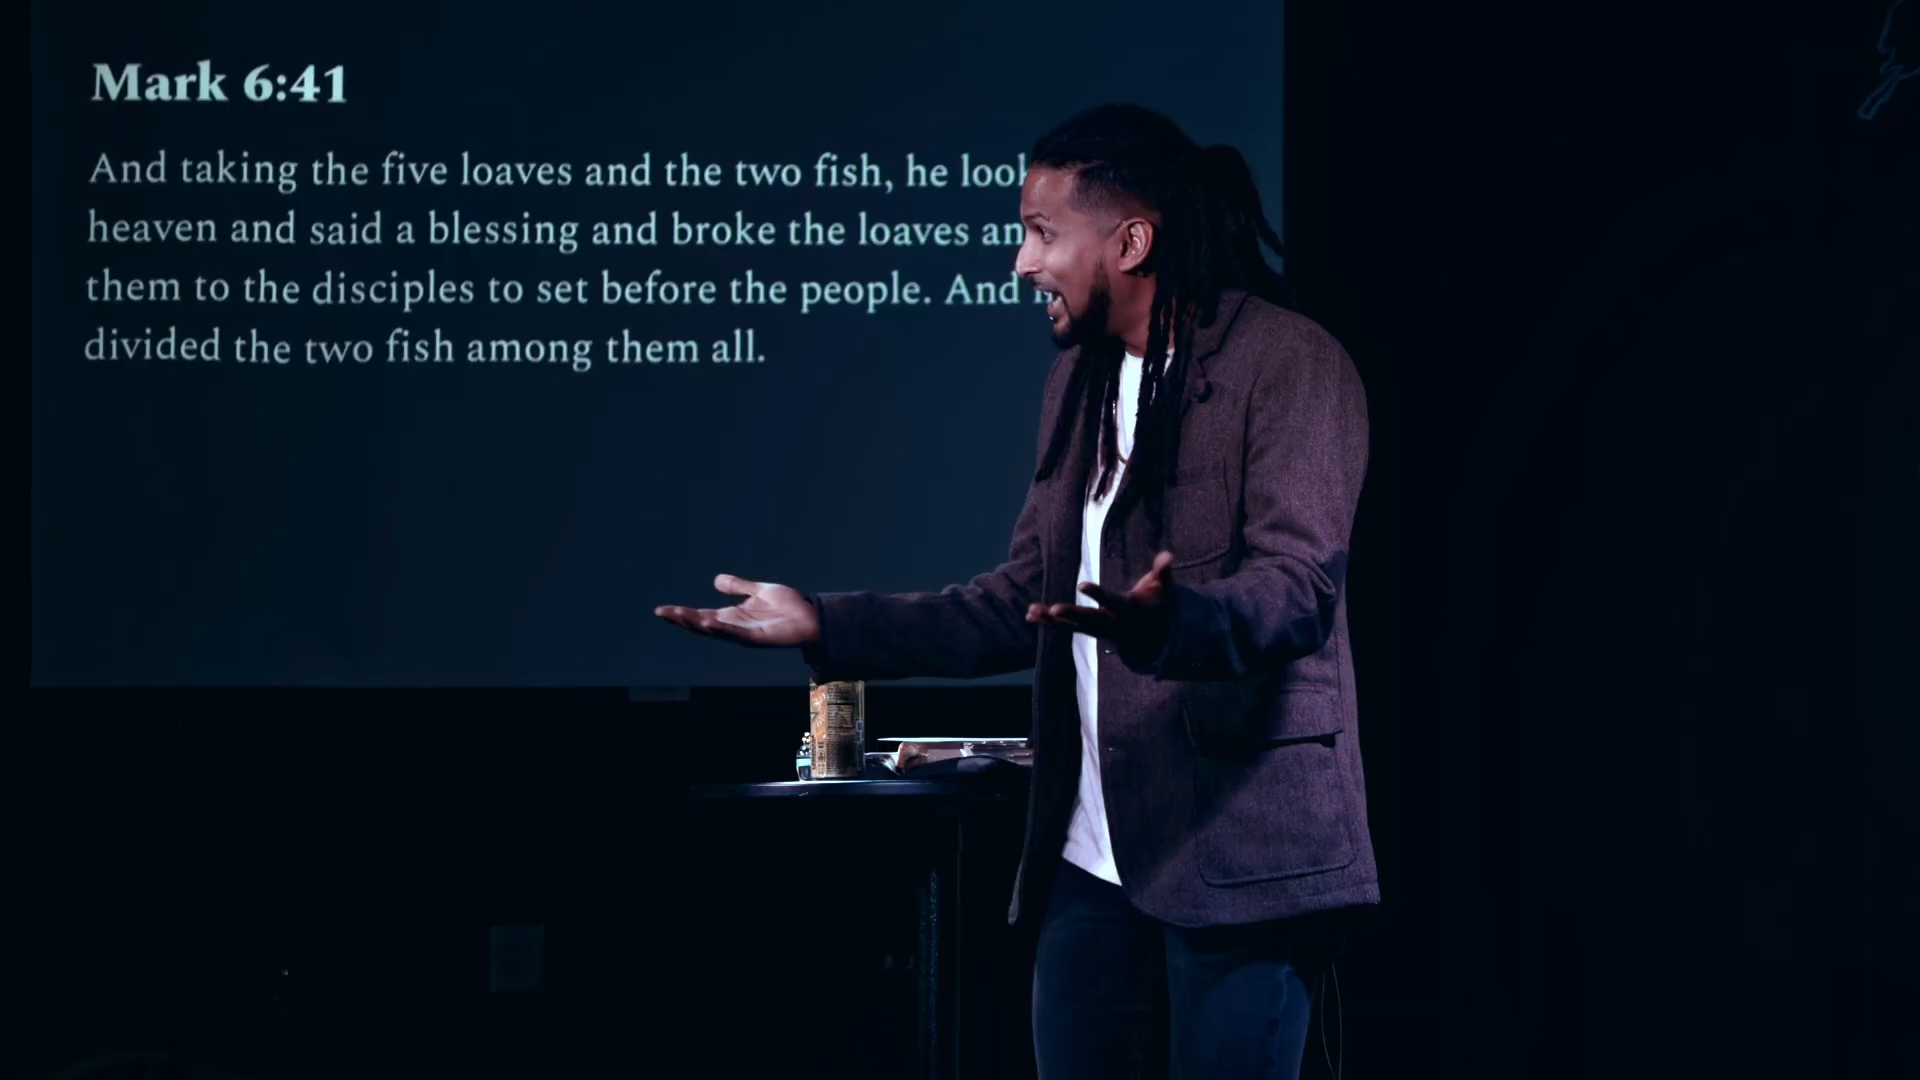 Mark 6:41
And taking the five loaves and the two fish, he
heaven and said a blessing and broke the loaves
them to the disciples to set before the people. And
divided the two fish among them all.